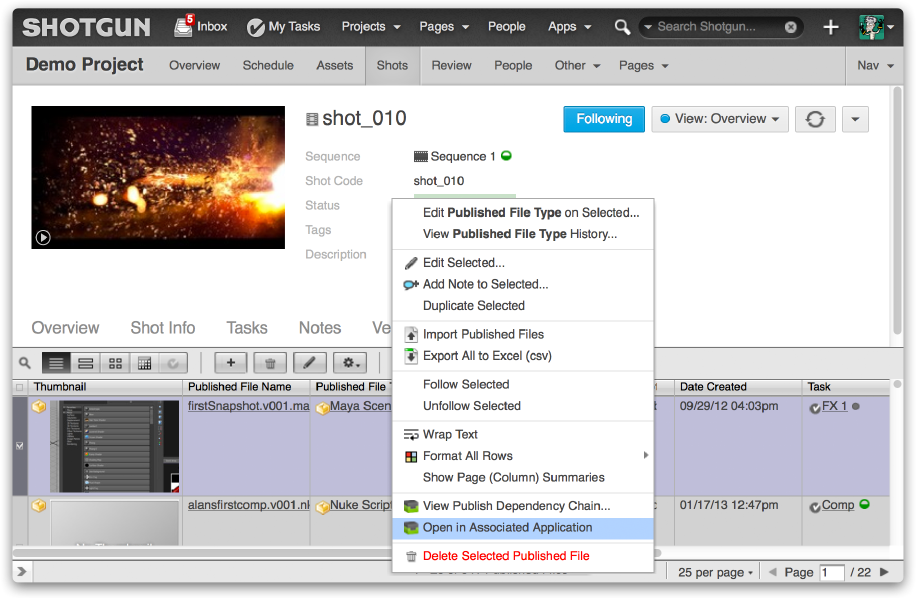 SHOTGUN 5 Inbox My Tasks Projects Pages People Apps Search Shotgun...
Demo Project Overview Schedule Assets Shots Review People Other Pages Nav
shot_010 Following View: Overview
Sequence Sequence 1
Shot Code shot_010
Status
Tags
Description
Edit Published File Type on Selected...
View Published File Type History...
Edit Selected...
Add Note to Selected...
Duplicate Selected
Import Published Files
Export All to Excel (csv)
Follow Selected
Unfollow Selected
Wrap Text
Format All Rows
Show Page (Column) Summaries
View Publish Dependency Chain...
Open in Associated Application
Delete Selected Published File
Overview Shot Info Tasks Notes Ve
Thumbnail Published File Name Published File Date Created Task
firstSnapshot.v001.ma Maya Scen 09/29/12 04:03pm FX 1
alansfirstcomp.v001.nk Nuke Script 01/17/13 12:47pm Comp
25 per page Page 1 / 22